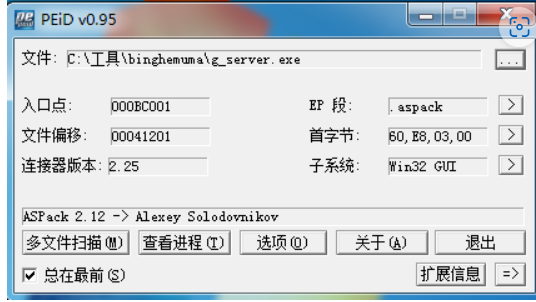 PEiD v0.95
文件: C:\工具\binghemuma\g_server.exe ...
入口点: 000BC001 EP 段: .aspack >
文件偏移: 00041201 首字节: 60,E8,03,00 >
连接器版本: 2.25 子系统: Win32 GUI >
ASPack 2.12 -> Alexey Solodovnikov
多文件扫描(M) 查看进程(T) 选项(O) 关于(A) 退出
总在最前(S) 扩展信息 =>